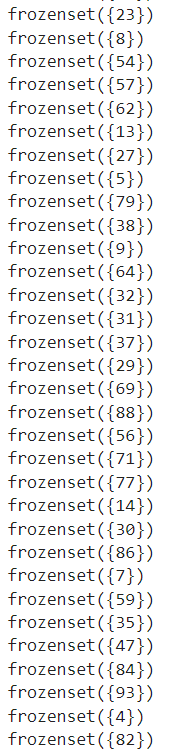 frozenset({23})
frozenset({8})
frozenset({54})
frozenset({57})
frozenset({62})
frozenset({13})
frozenset({27})
frozenset({5})
frozenset({79})
frozenset({38})
frozenset({9})
frozenset({64})
frozenset({32})
frozenset({31})
frozenset({37})
frozenset({29})
frozenset({69})
frozenset({88})
frozenset({56})
frozenset({71})
frozenset({77})
frozenset({14})
frozenset({30})
frozenset({86})
frozenset({7})
frozenset({59})
frozenset({35})
frozenset({47})
frozenset({84})
frozenset({93})
frozenset({4})
frozenset({82})